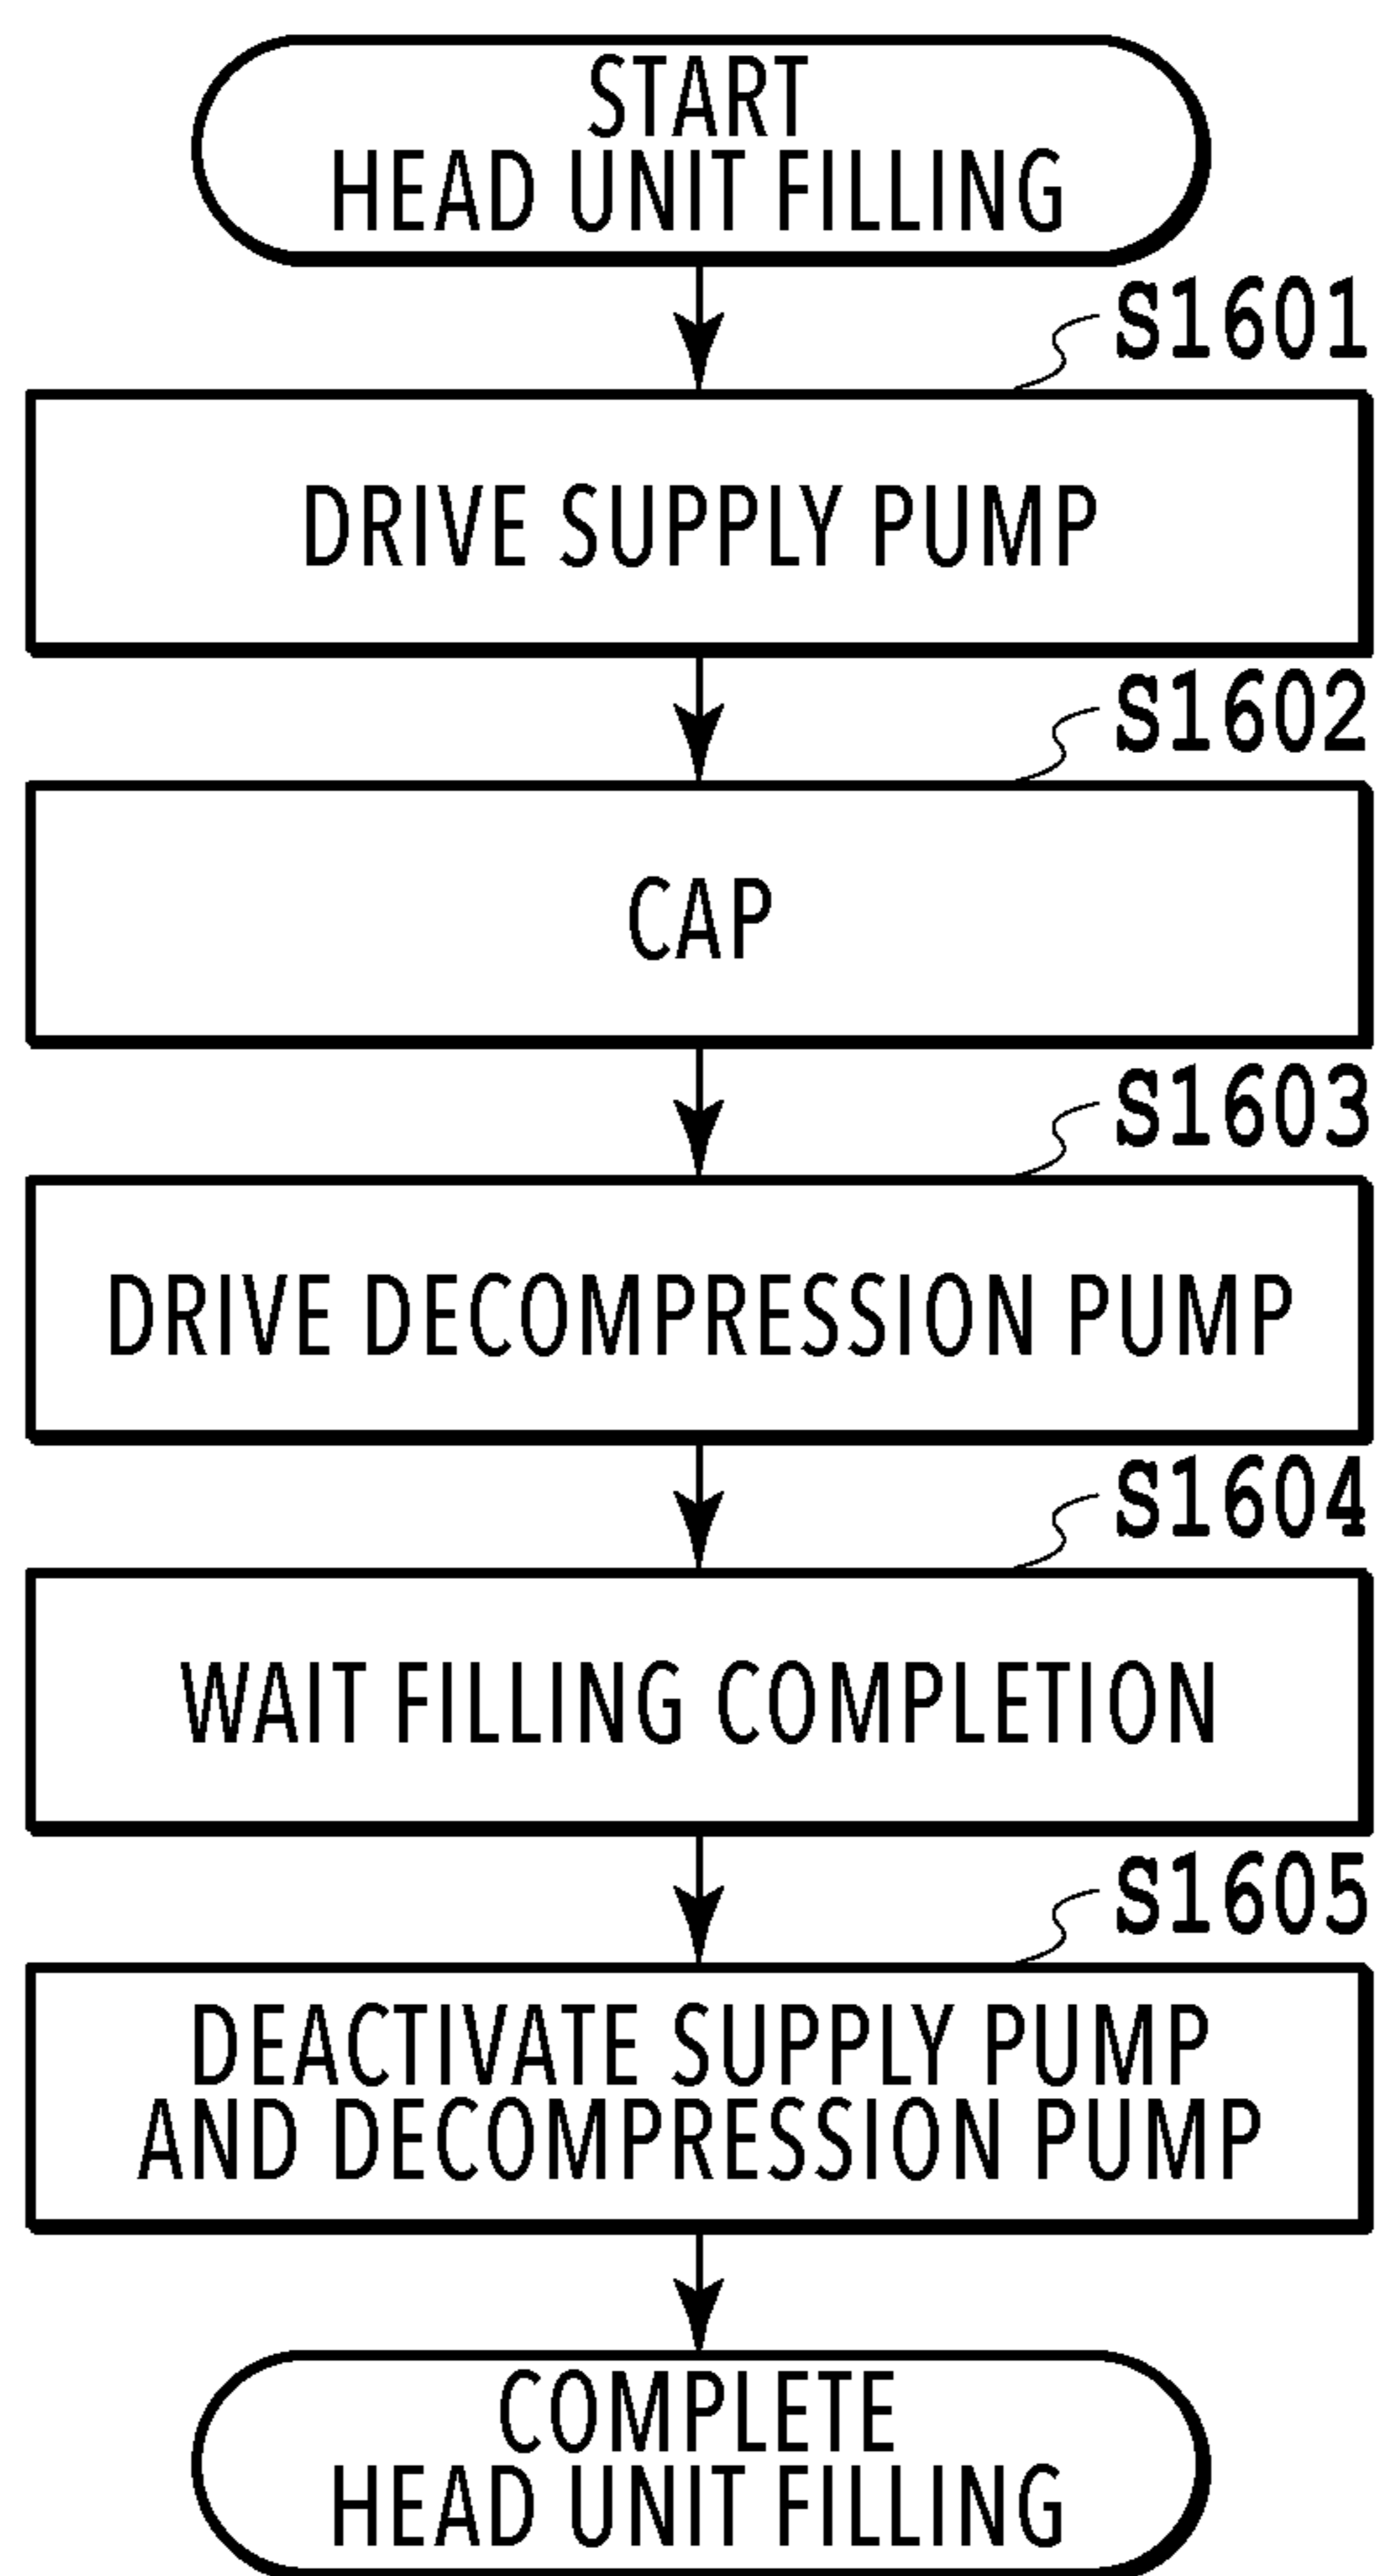 START
HEAD UNIT FILLING
S1601
DRIVE SUPPLY PUMP
S1602
CAP
S1603
DRIVE DECOMPRESSION PUMP
S1604
WAIT FILLING COMPLETION
S1605
DEACTIVATE SUPPLY PUMP
AND DECOMPRESSION PUMP
COMPLETE
HEAD UNIT FILLING